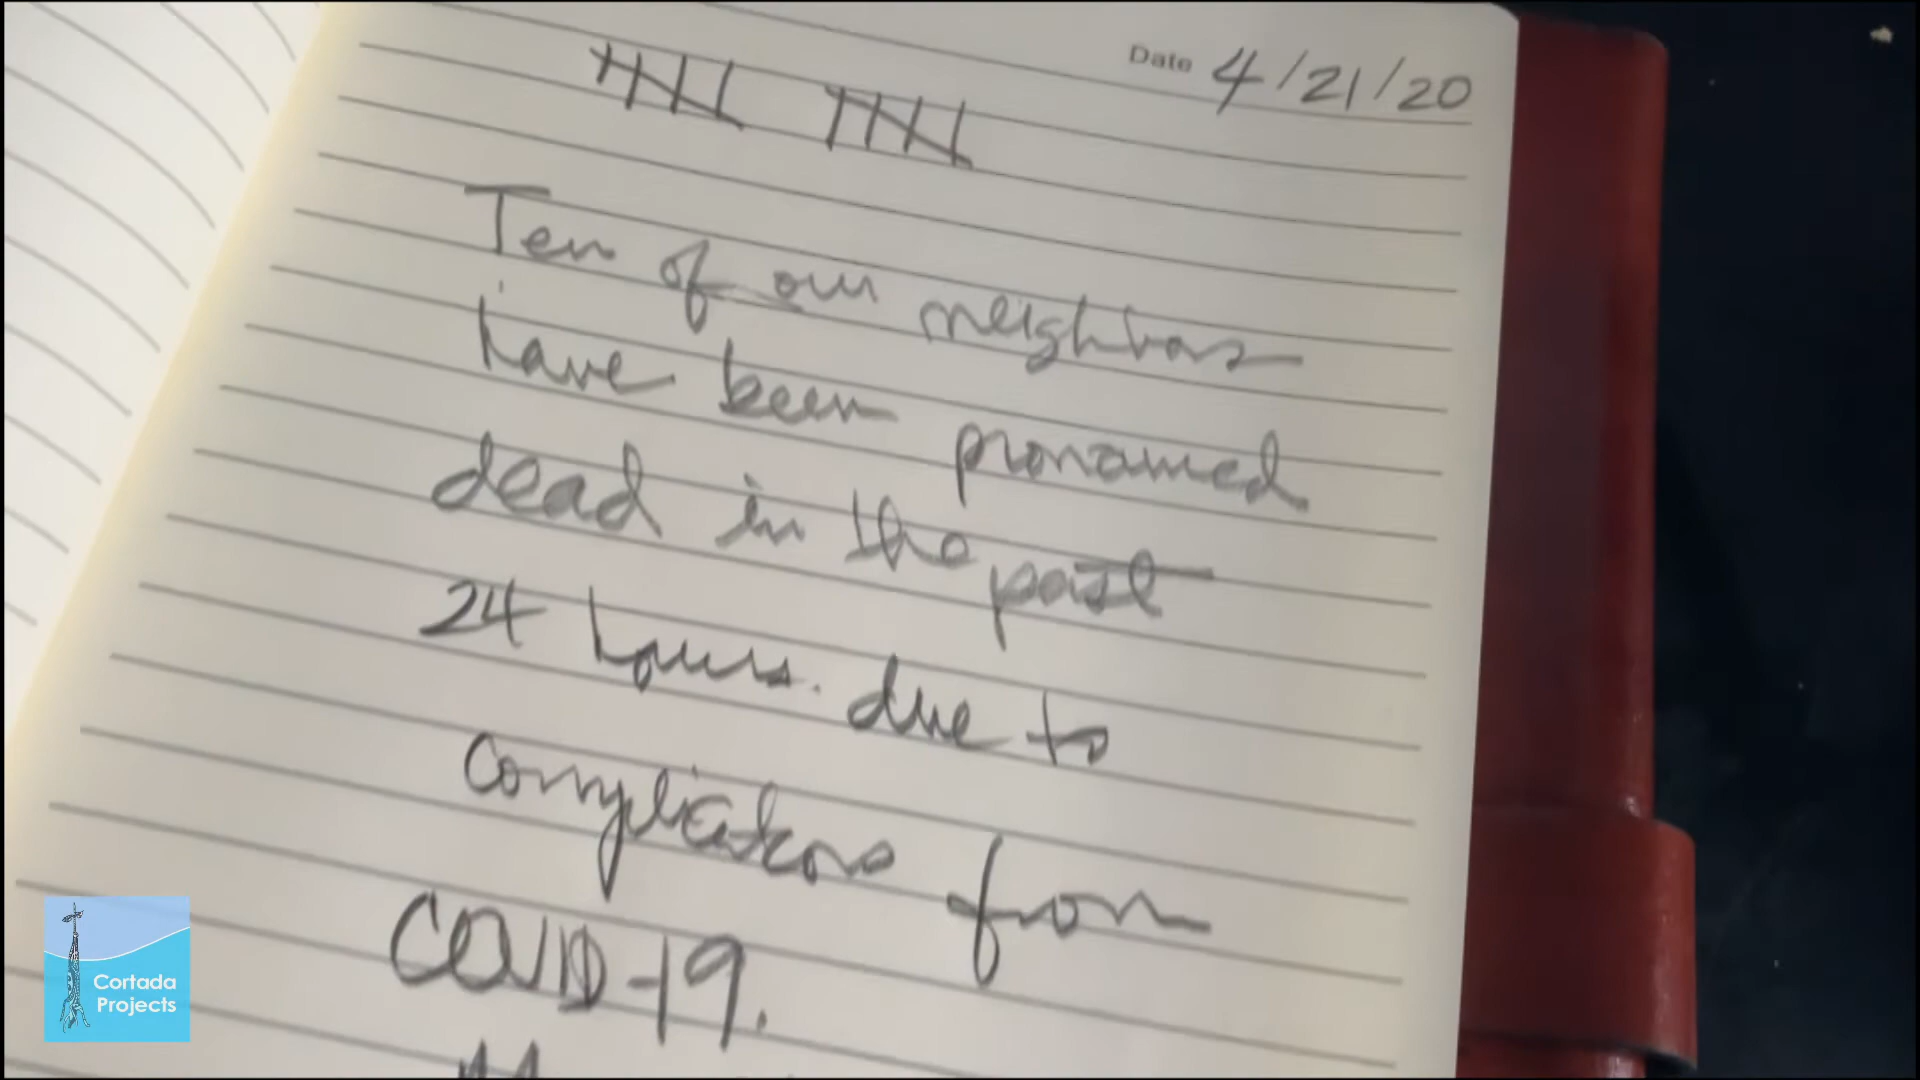 Date 4/21/20
Ten of our neighbors
have been pronounced
dead in the past
24 hours. due to
complications from
COVID-19.
Cortada
Projects